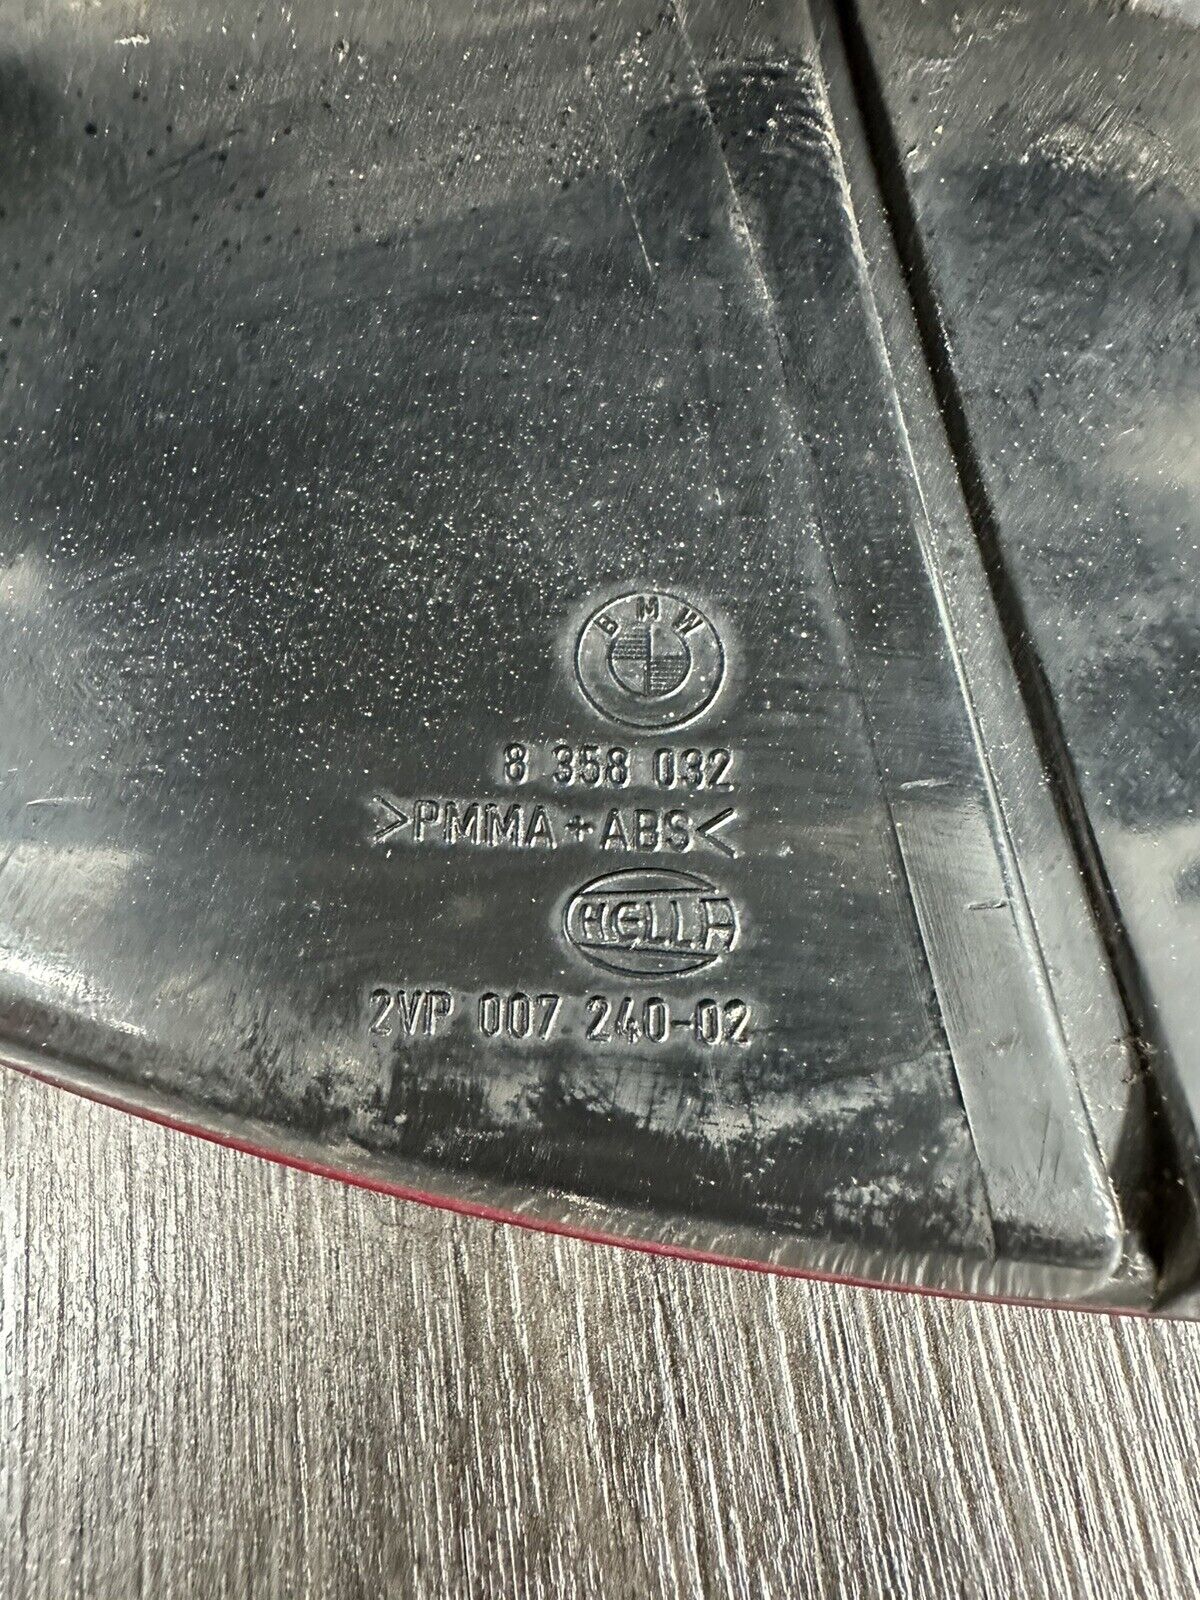 BMW
8 358 032
>PMMA+ABS<
HELLA
2VP 007 240-02